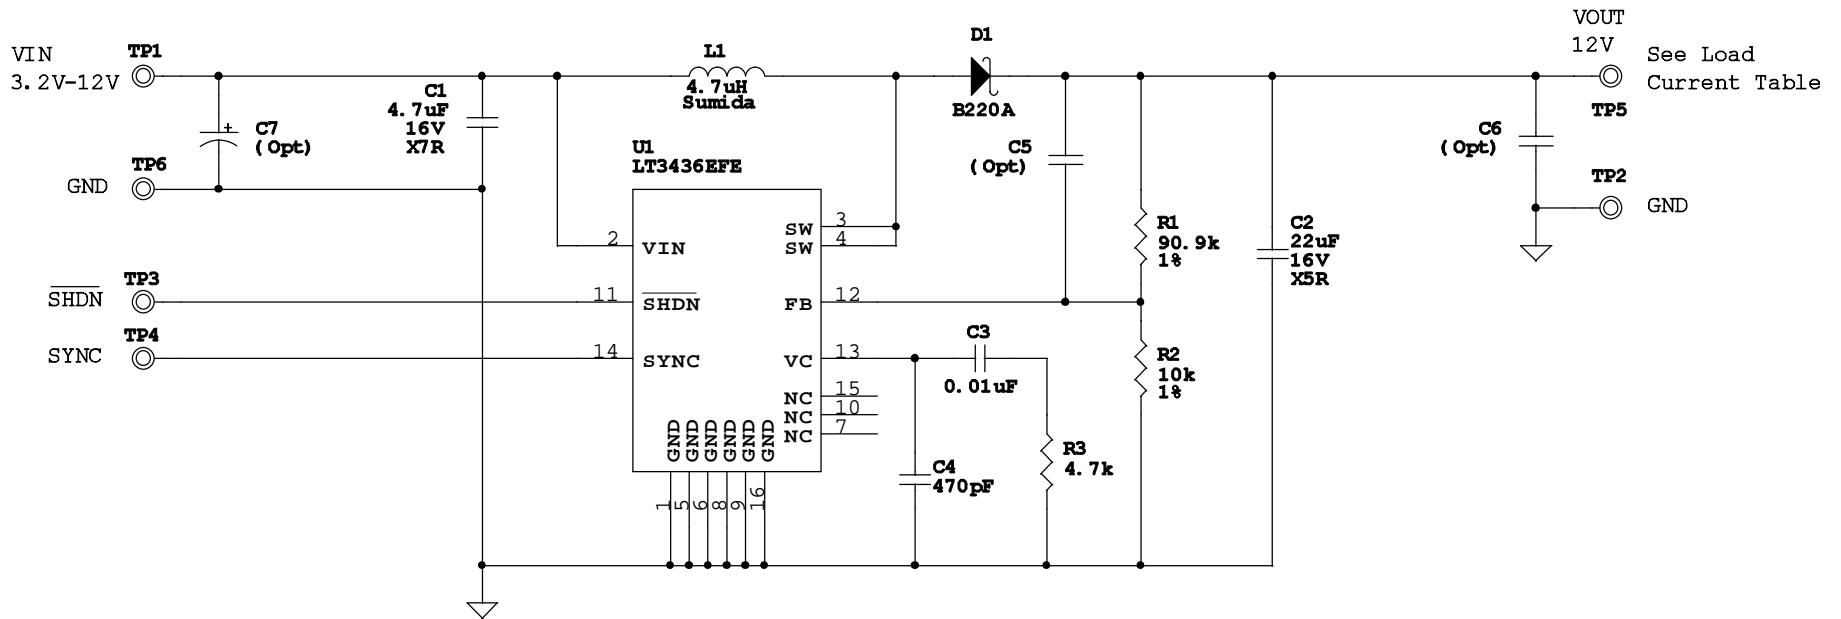 VIN
3.2V-12V
TP1
C7
+
(Opt)
TP6
GND
C1
4.7uF
16V
X7R
L1
4.7uH
Sumida
D1
B220A
VOUT
12V
See Load
Current Table
TP5
C6
(Opt)
TP2
GND
U1
LT3436EFE
C5
(Opt)
R1
90.9k
1%
C2
22uF
16V
X5R
SHDN
TP3
SYNC
TP4
2
VIN
11
SHDN
14
SYNC
SW
3
SW
4
FB
12
VC
13
NC
15
NC
10
NC
7
GND
GND
GND
GND
GND
GND
1
5
6
8
9
16
C3
0.01uF
R2
10k
1%
C4
470pF
R3
4.7k